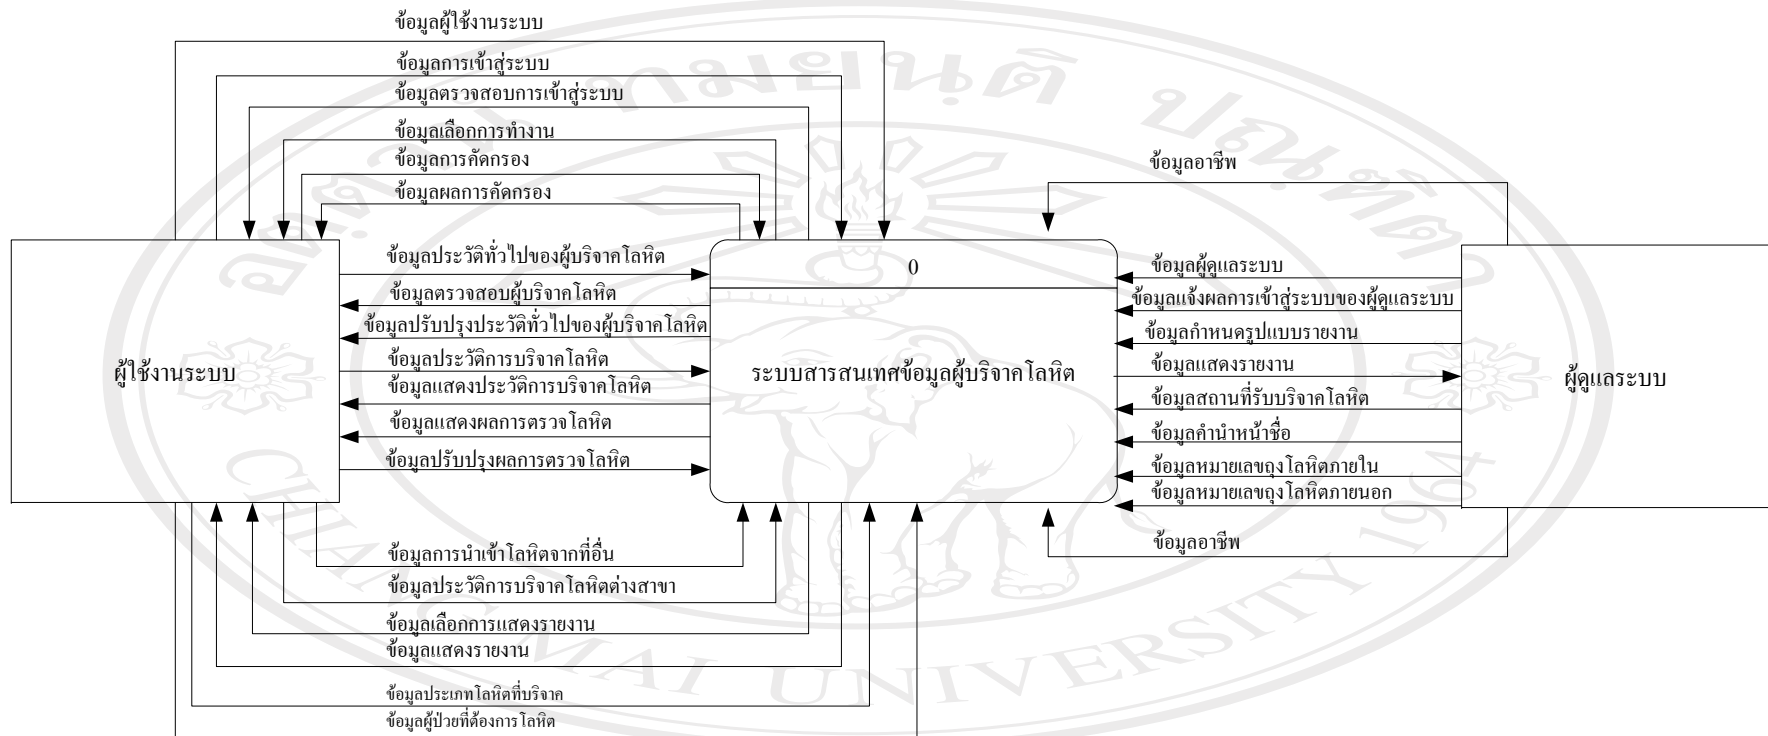 ข้อมูลผู้ใช้งานระบบ
ข้อมูลการเข้าสู่ระบบ
ข้อมูลตรวจสอบการเข้าสู่ระบบ
ข้อมูลเลือกการทำงาน
ข้อมูลการคัดกรอง
ข้อมูลผลการคัดกรอง
ข้อมูลอาชีพ
ผู้ใช้งานระบบ
ข้อมูลประวัติทั่วไปของผู้บริจาคโลหิต
ข้อมูลตรวจสอบผู้บริจาคโลหิต
ข้อมูลปรับปรุงประวัติทั่วไปของผู้บริจาคโลหิต
ข้อมูลประวัติการบริจาคโลหิต
ข้อมูลแสดงประวัติการบริจาคโลหิต
ข้อมูลแสดงผลการตรวจโลหิต
ข้อมูลปรับปรุงผลการตรวจโลหิต
0
ระบบสารสนเทศข้อมูลผู้บริจาคโลหิต
ข้อมูลผู้ดูแลระบบ
ข้อมูลแจ้งผลการเข้าสู่ระบบของผู้ดูแลระบบ
ข้อมูลกำหนดรูปแบบรายงาน
ข้อมูลแสดงรายงาน
ข้อมูลสถานที่รับบริจาคโลหิต
ข้อมูลคำนำหน้าชื่อ
ข้อมูลหมายเลขถุงโลหิตภายใน
ข้อมูลหมายเลขถุงโลหิตภายนอก
ผู้ดูแลระบบ
ข้อมูลอาชีพ
ข้อมูลการนำเข้าโลหิตจากที่อื่น
ข้อมูลประวัติการบริจาคโลหิตต่างสาขา
ข้อมูลเลือกการแสดงรายงาน
ข้อมูลแสดงรายงาน
ข้อมูลประเภทโลหิตที่บริจาค
ข้อมูลผู้ป่วยที่ต้องการโลหิต
CHIANG MAI UNIVERSITY 1964